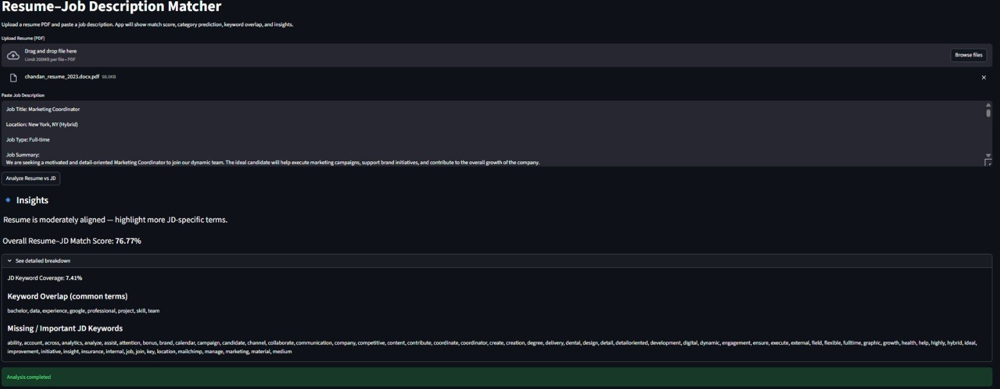 Resume–Job Description Matcher
Upload a resume PDF and paste a job description. App will show match score, category prediction, keyword overlap, and insights.
Upload Resume (PDF)
Drag and drop file here
Limit 200MB per file • PDF
Browse files
chandan_resume_2023.docx.pdf 98.0KB
Paste Job Description
Job Title: Marketing Coordinator
Location: New York, NY (Hybrid)
Job Type: Full-time
Job Summary:
We are seeking a motivated and detail-oriented Marketing Coordinator to join our dynamic team. The ideal candidate will help execute marketing campaigns, support brand initiatives, and contribute to the overall growth of the company.
Analyze Resume vs JD
Insights
Resume is moderately aligned — highlight more JD-specific terms.
Overall Resume–JD Match Score: 76.77%
See detailed breakdown
JD Keyword Coverage: 7.41%
Keyword Overlap (common terms)
bachelor, data, experience, google, professional, project, skill, team
Missing / Important JD Keywords
ability, account, across, analytics, analyze, assist, attention, bonus, brand, calendar, campaign, candidate, channel, collaborate, communication, company, competitive, content, contribute, coordinate, coordinator, create, creation, degree, delivery, dental, design, detail, detailoriented, development, digital, dynamic, engagement, ensure, execute, external, field, flexible, fulltime, graphic, growth, health, help, highly, hybrid, ideal,
improvement, initiative, insight, insurance, internal, job, join, key, location, mailchimp, manage, marketing, material, medium
Analysis completed